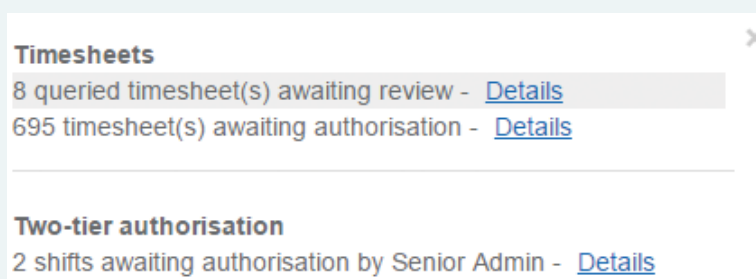 Timesheets
8 queried timesheet(s) awaiting review - Details
695 timesheet(s) awaiting authorisation - Details
Two-tier authorisation
2 shifts awaiting authorisation by Senior Admin - Details